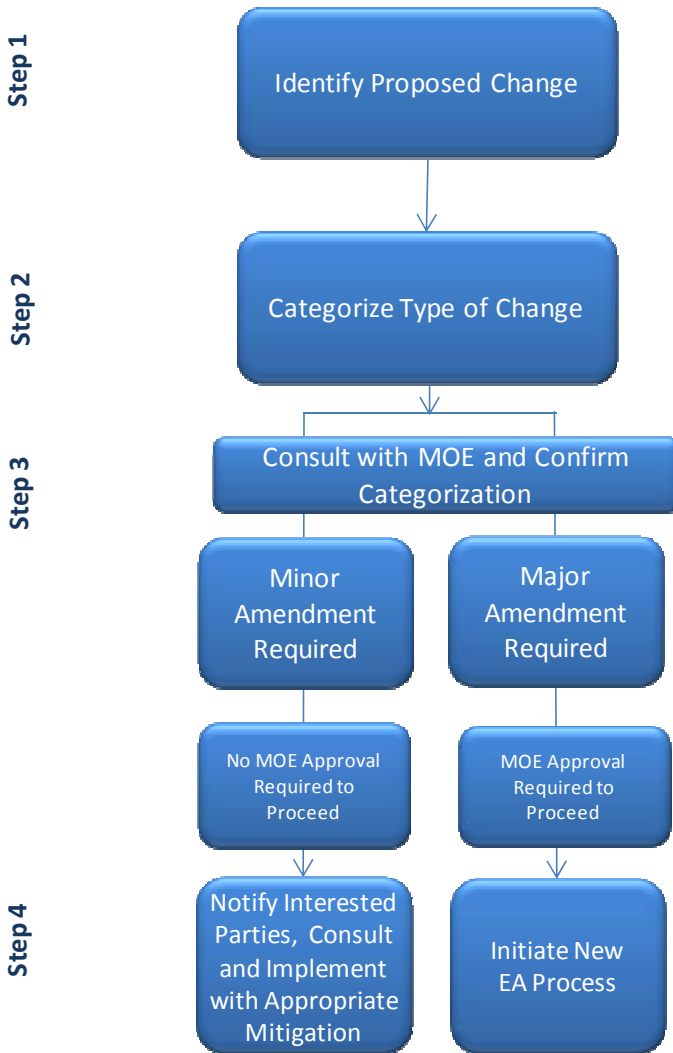 Step 1
Identify Proposed Change
Step 2
Categorize Type of Change
Step 3
Consult with MOE and Confirm
Categorization
Minor
Amendment
Required
Major
Amendment
Required
No MOE Approval
Required to
Proceed
MOE Approval
Required to
Proceed
Step 4
Notify Interested
Parties, Consult
and Implement
with Appropriate
Mitigation
Initiate New
EA Process